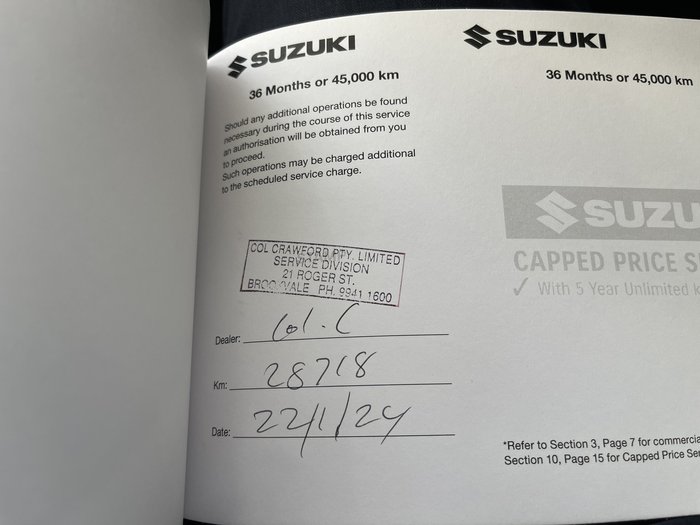 SUZUKI
36 Months or 45,000 km
Should any additional operations be found
necessary during the course of this service
an authorisation will be obtained from you
to proceed.
Such operations may be charged additional
to the scheduled service charge.
COL CRAWFORD PTY. LIMITED
SERVICE DIVISION
21 ROGER ST.
BROOKVALE PH. 9941 1600
Dealer: Col. C
Km: 28718
Date: 22/1/24
SUZUKI
36 Months or 45,000 km
SUZU
CAPPED PRICE S
✓ With 5 Year Unlimited k
*Refer to Section 3, Page 7 for commercia
Section 10, Page 15 for Capped Price Ser